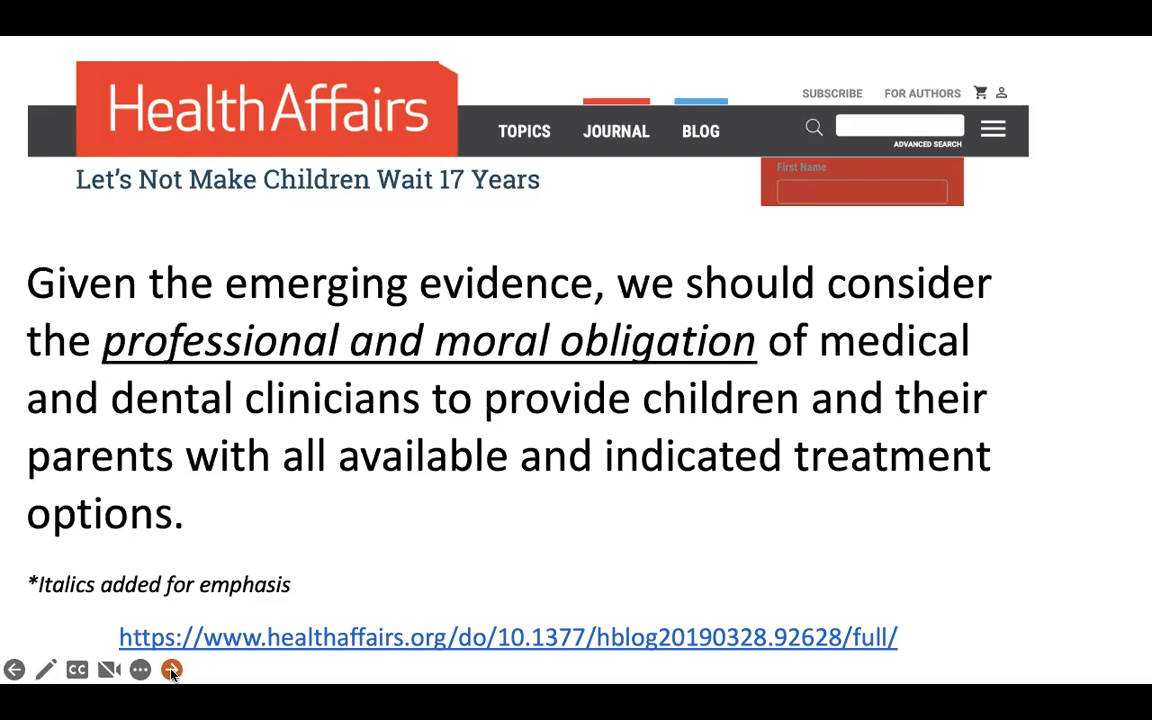 HealthAffairs
SUBSCRIBE FOR AUTHORS
TOPICS JOURNAL BLOG
ADVANCED SEARCH
Let's Not Make Children Wait 17 Years
First Name
Given the emerging evidence, we should consider
the professional and moral obligation of medical
and dental clinicians to provide children and their
parents with all available and indicated treatment
options.
*Italics added for emphasis
https://www.healthaffairs.org/do/10.1377/hblog20190328.92628/full/
CC